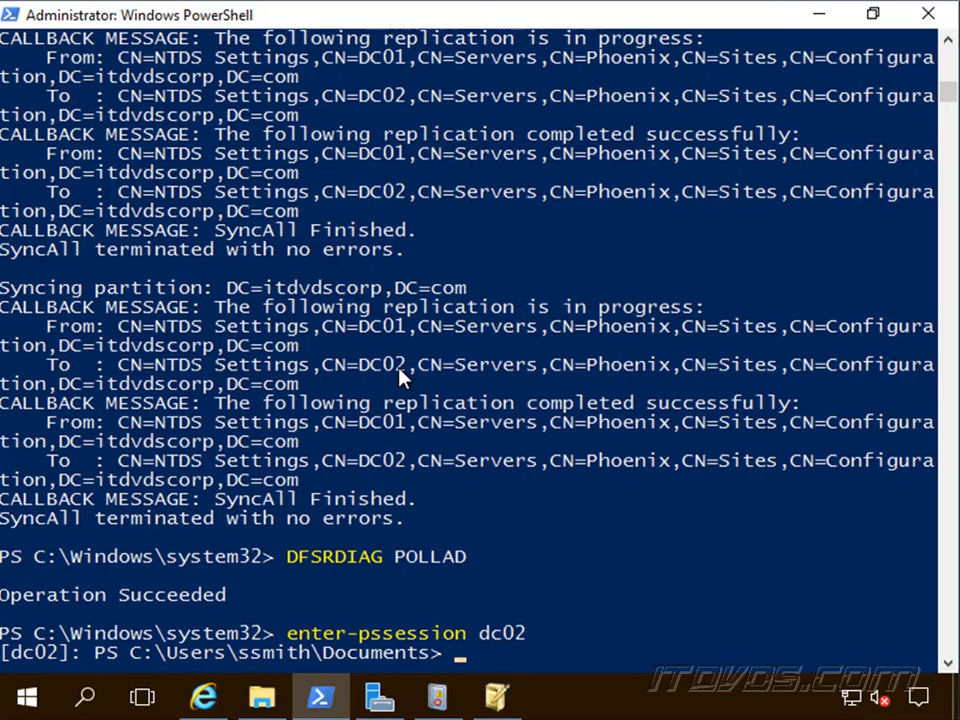 Administrator: Windows PowerShell
CALLBACK MESSAGE: The following replication is in progress:
    From: CN=NTDS Settings,CN=DC01,CN=Servers,CN=Phoenix,CN=Sites,CN=Configura
tion,DC=itdvdscorp,DC=com
    To  : CN=NTDS Settings,CN=DC02,CN=Servers,CN=Phoenix,CN=Sites,CN=Configura
tion,DC=itdvdscorp,DC=com
CALLBACK MESSAGE: The following replication completed successfully:
    From: CN=NTDS Settings,CN=DC01,CN=Servers,CN=Phoenix,CN=Sites,CN=Configura
tion,DC=itdvdscorp,DC=com
    To  : CN=NTDS Settings,CN=DC02,CN=Servers,CN=Phoenix,CN=Sites,CN=Configura
tion,DC=itdvdscorp,DC=com
CALLBACK MESSAGE: SyncAll Finished.
SyncAll terminated with no errors.
Syncing partition: DC=itdvdscorp,DC=com
CALLBACK MESSAGE: The following replication is in progress:
    From: CN=NTDS Settings,CN=DC01,CN=Servers,CN=Phoenix,CN=Sites,CN=Configura
tion,DC=itdvdscorp,DC=com
    To  : CN=NTDS Settings,CN=DC02,CN=Servers,CN=Phoenix,CN=Sites,CN=Configura
tion,DC=itdvdscorp,DC=com
CALLBACK MESSAGE: The following replication completed successfully:
    From: CN=NTDS Settings,CN=DC01,CN=Servers,CN=Phoenix,CN=Sites,CN=Configura
tion,DC=itdvdscorp,DC=com
    To  : CN=NTDS Settings,CN=DC02,CN=Servers,CN=Phoenix,CN=Sites,CN=Configura
tion,DC=itdvdscorp,DC=com
CALLBACK MESSAGE: SyncAll Finished.
SyncAll terminated with no errors.
PS C:\Windows\system32> DFSRDIAG POLLAD
Operation Succeeded
PS C:\Windows\system32> enter-pssession dc02
[dc02]: PS C:\Users\ssmith\Documents> _
ITDVDS.COM